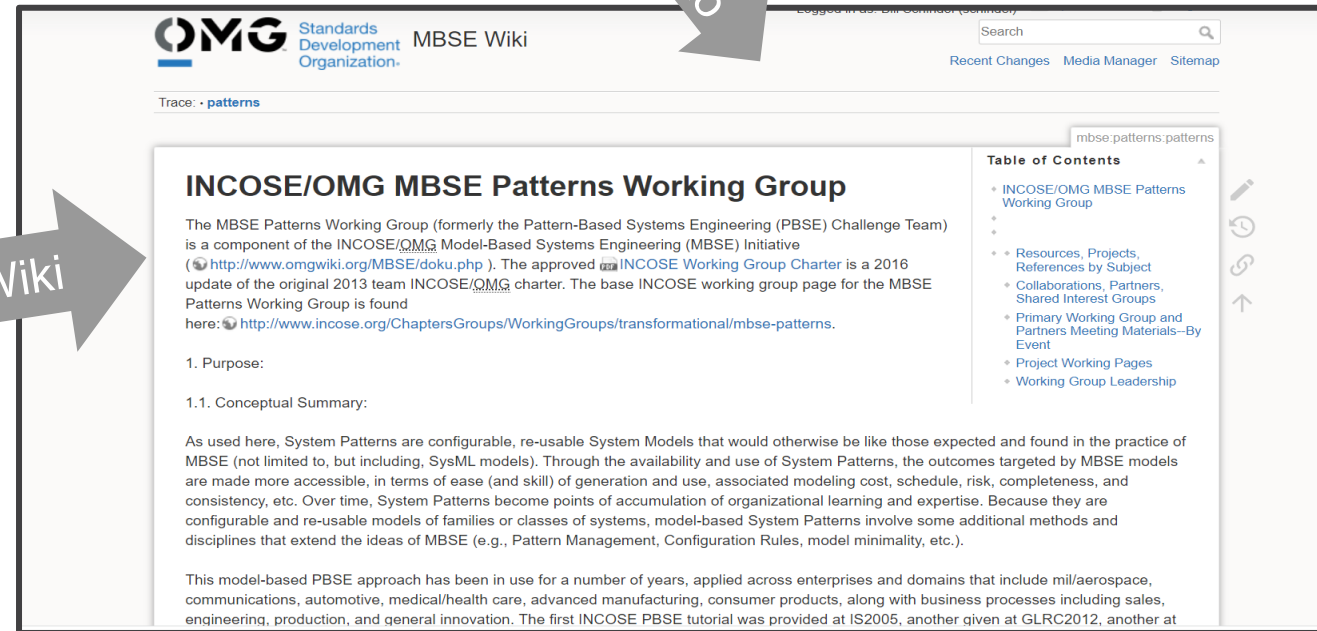 Logged in as: Bill Schindel (schindel)
OMG Standards
Development
Organization.
MBSE Wiki
Search
Recent Changes Media Manager Sitemap
Trace: • patterns
mbse:patterns:patterns
Wiki
INCOSE/OMG MBSE Patterns Working Group
The MBSE Patterns Working Group (formerly the Pattern-Based Systems Engineering (PBSE) Challenge Team)
is a component of the INCOSE/OMG Model-Based Systems Engineering (MBSE) Initiative
(http://www.omgwiki.org/MBSE/doku.php ). The approved INCOSE Working Group Charter is a 2016
update of the original 2013 team INCOSE/OMG charter. The base INCOSE working group page for the MBSE
Patterns Working Group is found
here: http://www.incose.org/ChaptersGroups/WorkingGroups/transformational/mbse-patterns.
Table of Contents
INCOSE/OMG MBSE Patterns
Working Group
Resources, Projects,
References by Subject
Collaborations, Partners,
Shared Interest Groups
Primary Working Group and
Partners Meeting Materials--By
Event
Project Working Pages
Working Group Leadership
1. Purpose:
1.1. Conceptual Summary:
As used here, System Patterns are configurable, re-usable System Models that would otherwise be like those expected and found in the practice of
MBSE (not limited to, but including, SysML models). Through the availability and use of System Patterns, the outcomes targeted by MBSE models
are made more accessible, in terms of ease (and skill) of generation and use, associated modeling cost, schedule, risk, completeness, and
consistency, etc. Over time, System Patterns become points of accumulation of organizational learning and expertise. Because they are
configurable and re-usable models of families or classes of systems, model-based System Patterns involve some additional methods and
disciplines that extend the ideas of MBSE (e.g., Pattern Management, Configuration Rules, model minimality, etc.).
This model-based PBSE approach has been in use for a number of years, applied across enterprises and domains that include mil/aerospace,
communications, automotive, medical/health care, advanced manufacturing, consumer products, along with business processes including sales,
engineering, production, and general innovation. The first INCOSE PBSE tutorial was provided at IS2005, another given at GLRC2012, another at